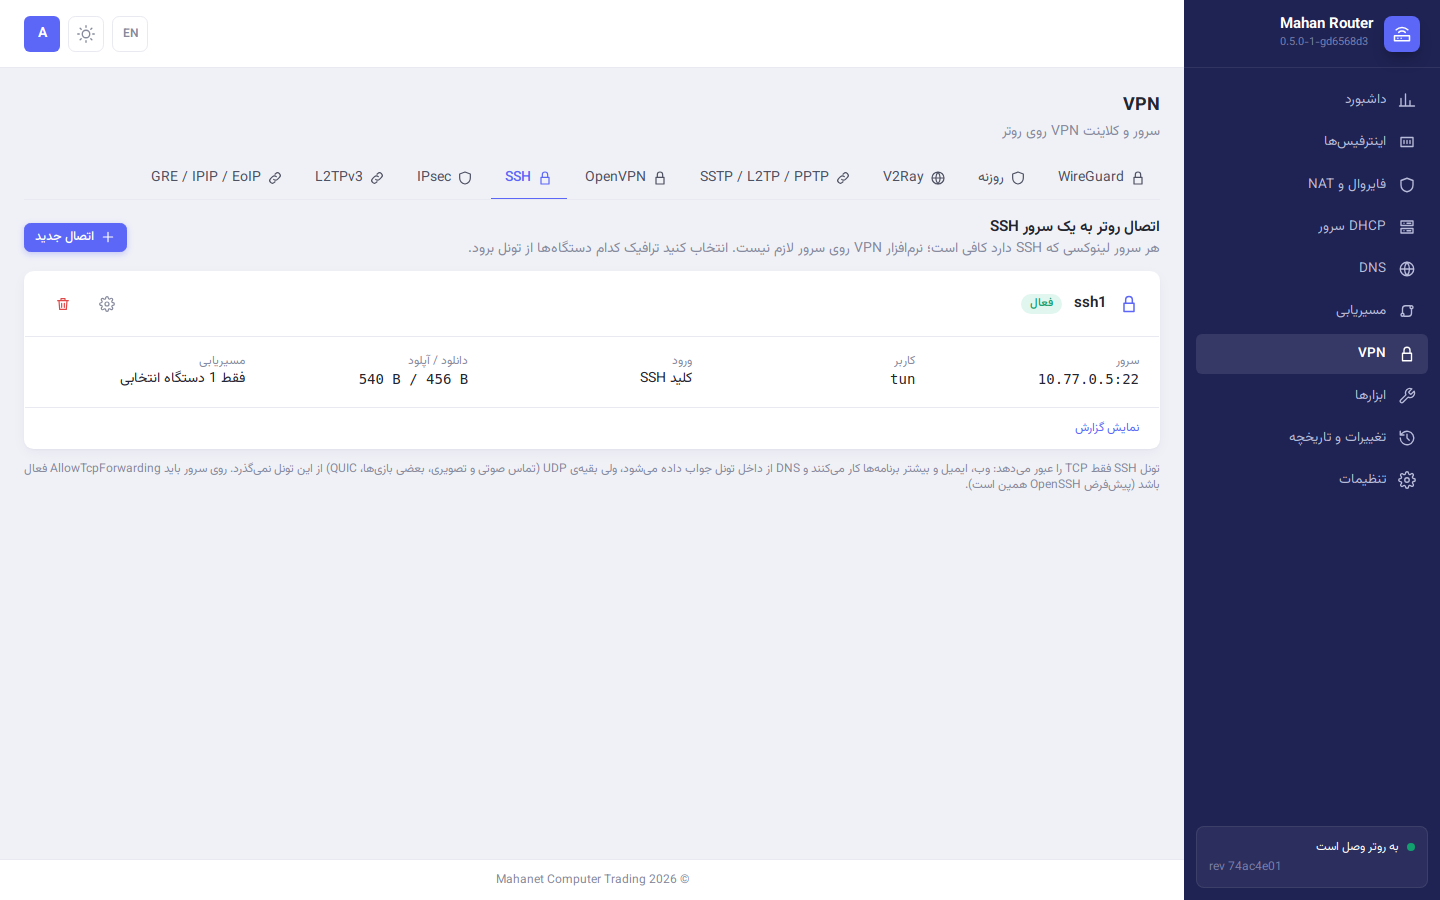 Mahan Router
0.5.0-1-gd6568d3
داشبورد
اینترفیس‌ها
فایروال و NAT
سرور DHCP
DNS
مسیریابی
VPN
ابزارها
تغییرات و تاریخچه
تنظیمات
به روتر وصل است
rev 74ac4e01
EN
A
VPN
سرور و کلاینت VPN روی روتر
WireGuard
روزنه
V2Ray
SSTP / L2TP / PPTP
OpenVPN
SSH
IPsec
L2TPv3
GRE / IPIP / EoIP
اتصال روتر به یک سرور SSH
هر سرور لینوکسی که SSH دارد کافی است؛ نرم‌افزار VPN روی سرور لازم نیست. انتخاب کنید ترافیک کدام دستگاه‌ها از تونل برود.
اتصال جدید
ssh1
فعال
سرور
10.77.0.5:22
کاربر
tun
ورود
کلید SSH
دانلود / آپلود
540 B / 456 B
مسیریابی
فقط 1 دستگاه انتخابی
نمایش گزارش
تونل SSH فقط TCP را عبور می‌دهد: وب، ایمیل و بیشتر برنامه‌ها کار می‌کنند و DNS از داخل تونل جواب داده می‌شود، ولی بقیه‌ی UDP (تماس صوتی و تصویری، بعضی بازی‌ها، QUIC) از این تونل نمی‌گذرد. روی سرور باید AllowTcpForwarding فعال
باشد (پیش‌فرض OpenSSH همین است).
Mahanet Computer Trading 2026 ©